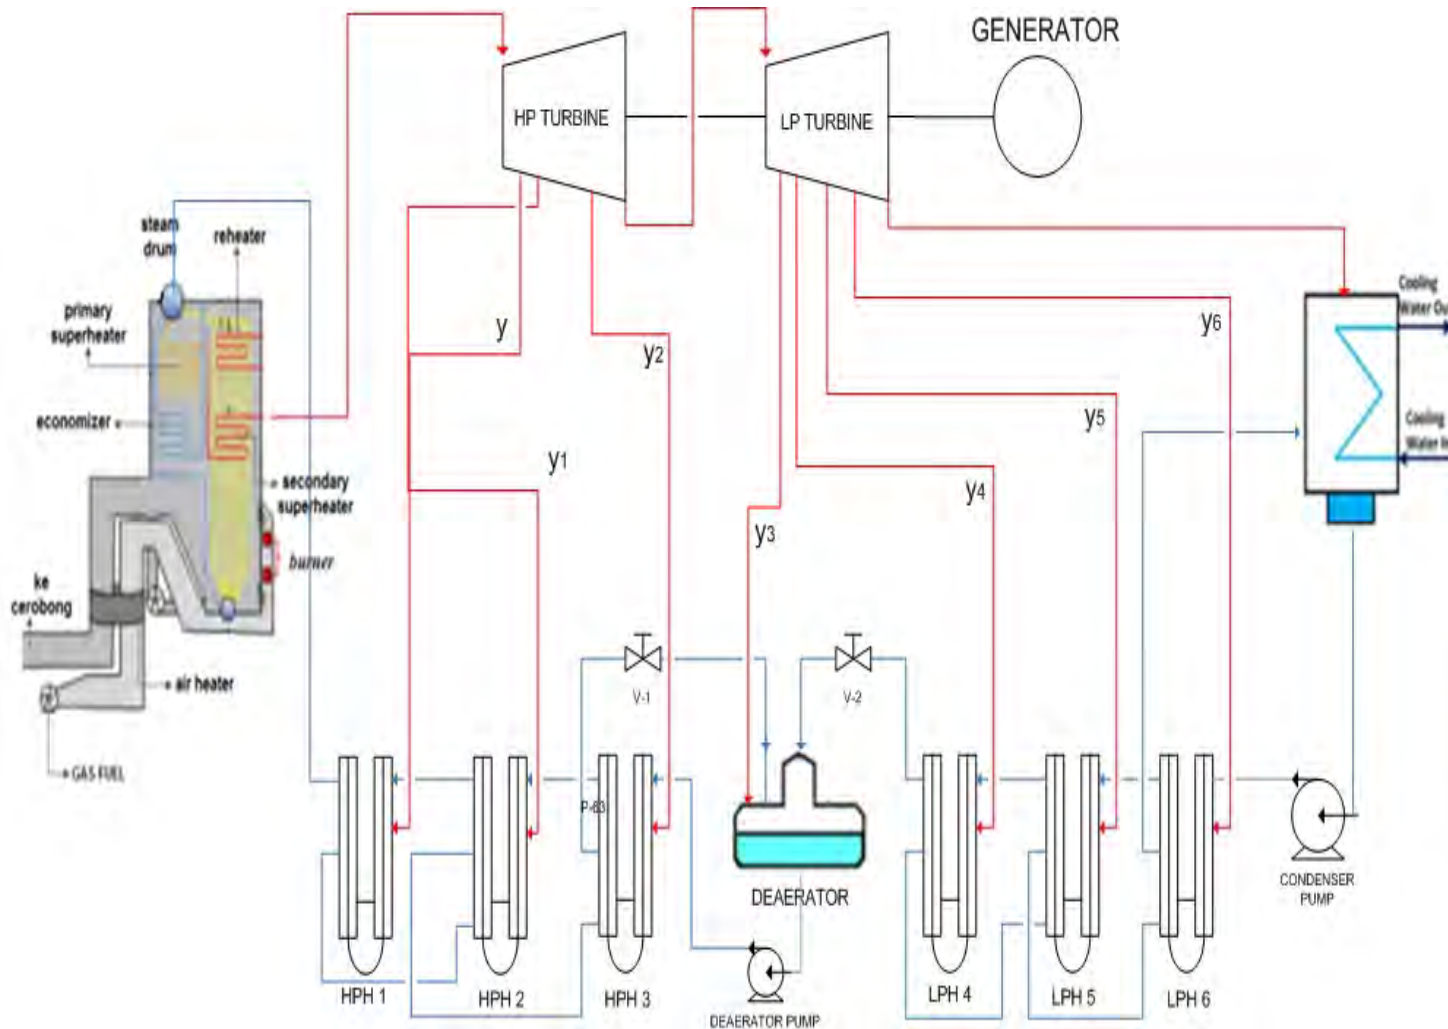 GENERATOR
HP TURBINE
LP TURBINE
steam
drum
reheater
primary
superheater
economizer
secondary
superheater
burner
ke
cerobong
air heater
GAS FUEL
y
y1
y2
y3
y4
y5
y6
Cooling
Water Ou
Cooling
Water In
V-1
V-2
P-63
DEAERATOR
CONDENSER
PUMP
HPH 1
HPH 2
HPH 3
LPH 4
LPH 5
LPH 6
DEAERATOR PUMP